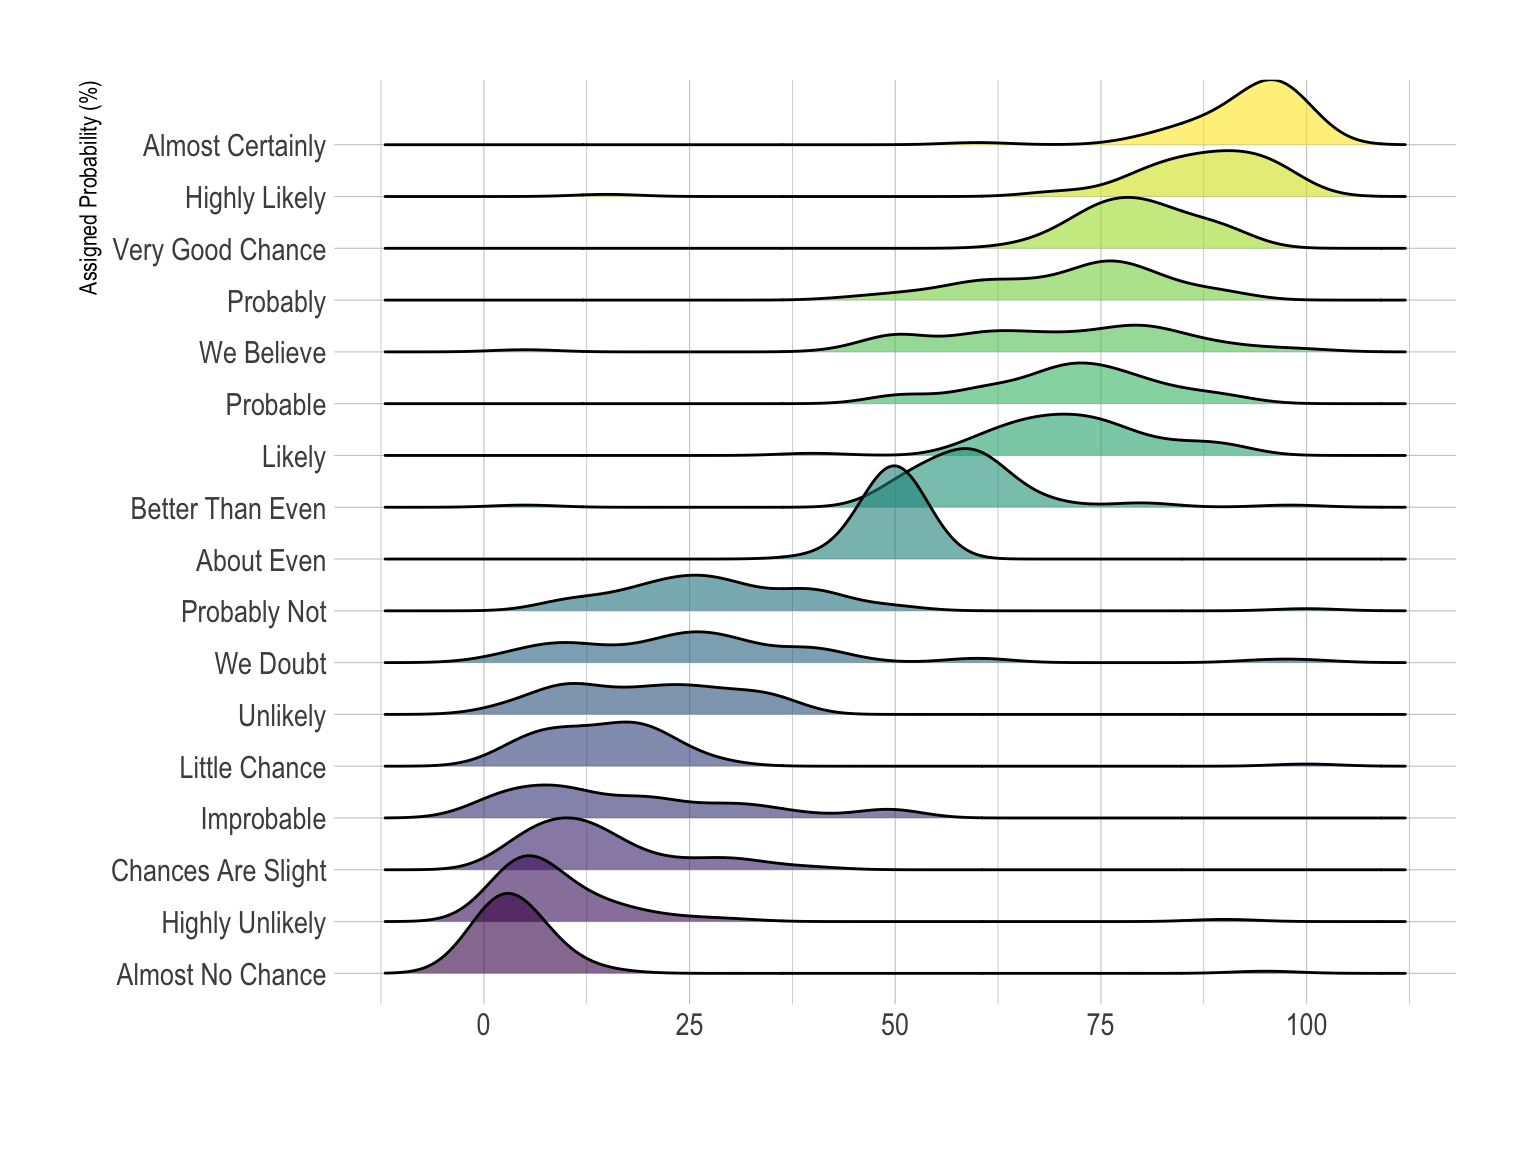 Assigned Probability (%)
Almost Certainly
Highly Likely
Very Good Chance
Probably
We Believe
Probable
Likely
Better Than Even
About Even
Probably Not
We Doubt
Unlikely
Little Chance
Improbable
Chances Are Slight
Highly Unlikely
Almost No Chance
0 25 50 75 100